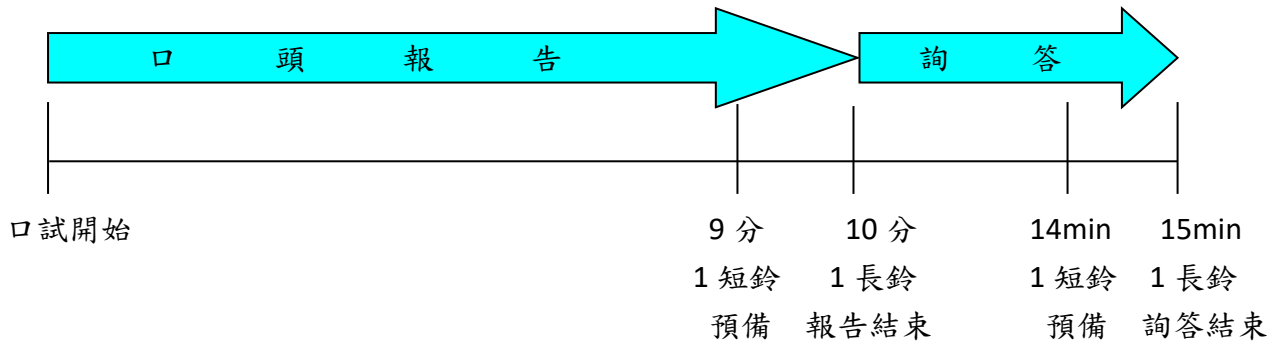 口頭報告 詢答
口試開始 9 分 10 分 14min 15min
1 短鈴 1 長鈴 1 短鈴 1 長鈴
預備 報告結束 預備 詢答結束